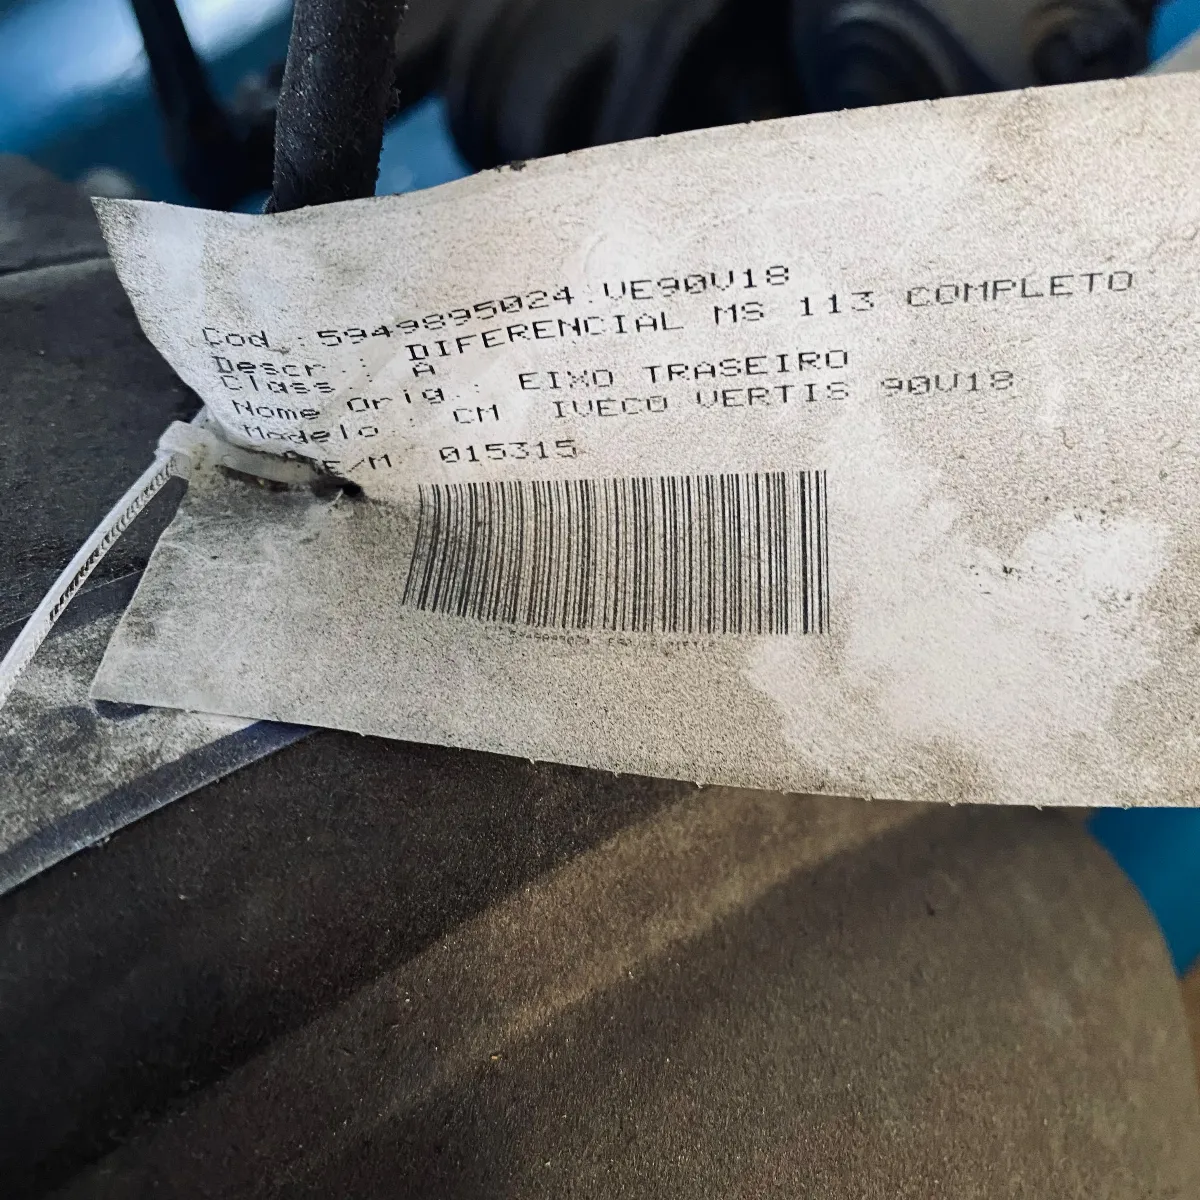 Cod.:5949895024.VE90V18
Descr.: DIFERENCIAL MS 113 COMPLETO
Class.: A
Nome Orig.: EIXO TRASEIRO
Modelo: CM IVECO VERTIS 90V18
E/M 015315